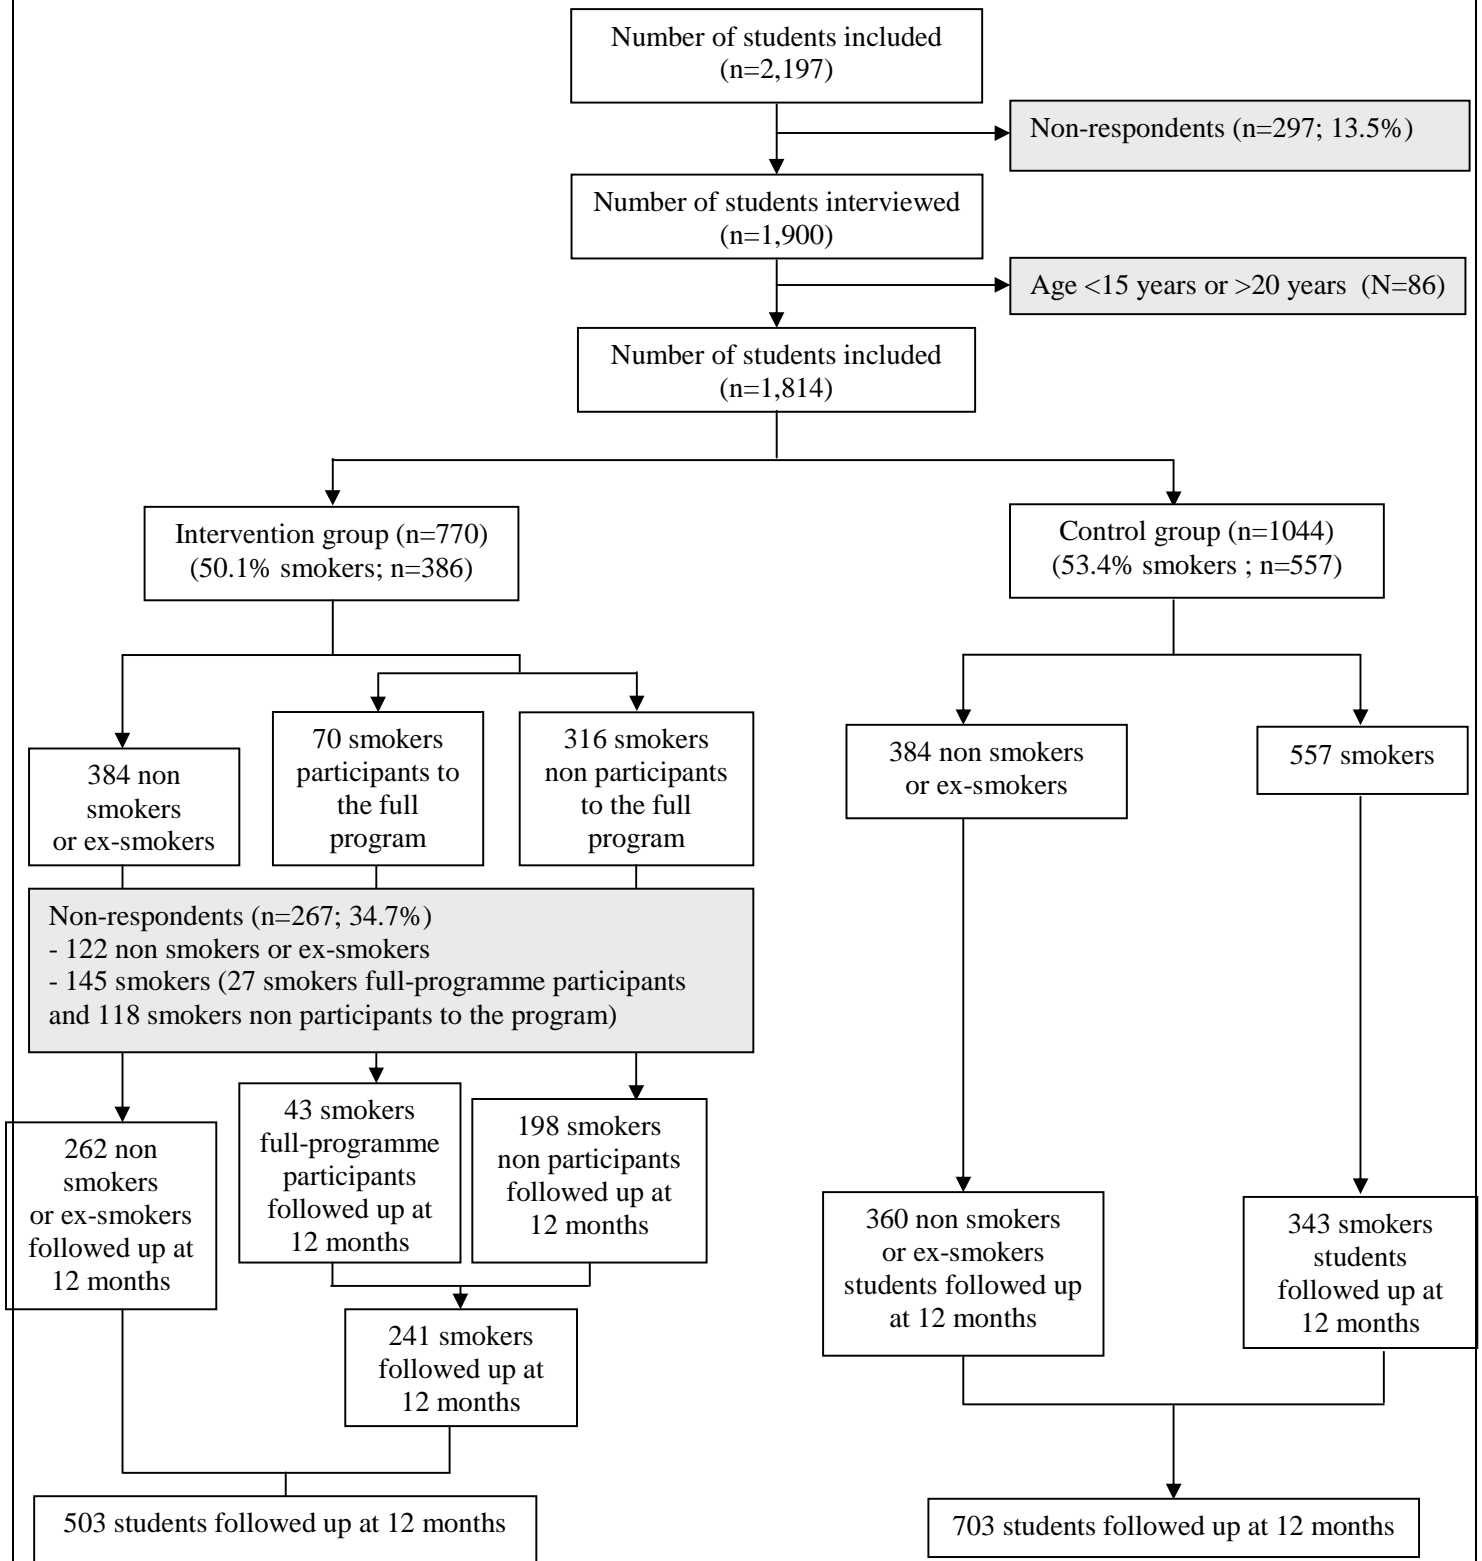 Number of students included
(n=2,197)
Non-respondents (n=297; 13.5%)
Number of students interviewed
(n=1,900)
Age <15 years or >20 years (N=86)
Number of students included
(n=1,814)
Intervention group (n=770)
(50.1% smokers; n=386)
Control group (n=1044)
(53.4% smokers ; n=557)
384 non
smokers
or ex-smokers
70 smokers
participants to
the full
program
316 smokers
non participants
to the full
program
384 non smokers
or ex-smokers
557 smokers
Non-respondents (n=267; 34.7%)
- 122 non smokers or ex-smokers
- 145 smokers (27 smokers full-programme participants
and 118 smokers non participants to the program)
262 non
smokers
or ex-smokers
followed up at
12 months
43 smokers
full-programme
participants
followed up at
12 months
198 smokers
non participants
followed up at
12 months
360 non smokers
or ex-smokers
students followed up
at 12 months
343 smokers
students
followed up at
12 months
241 smokers
followed up at
12 months
503 students followed up at 12 months
703 students followed up at 12 months